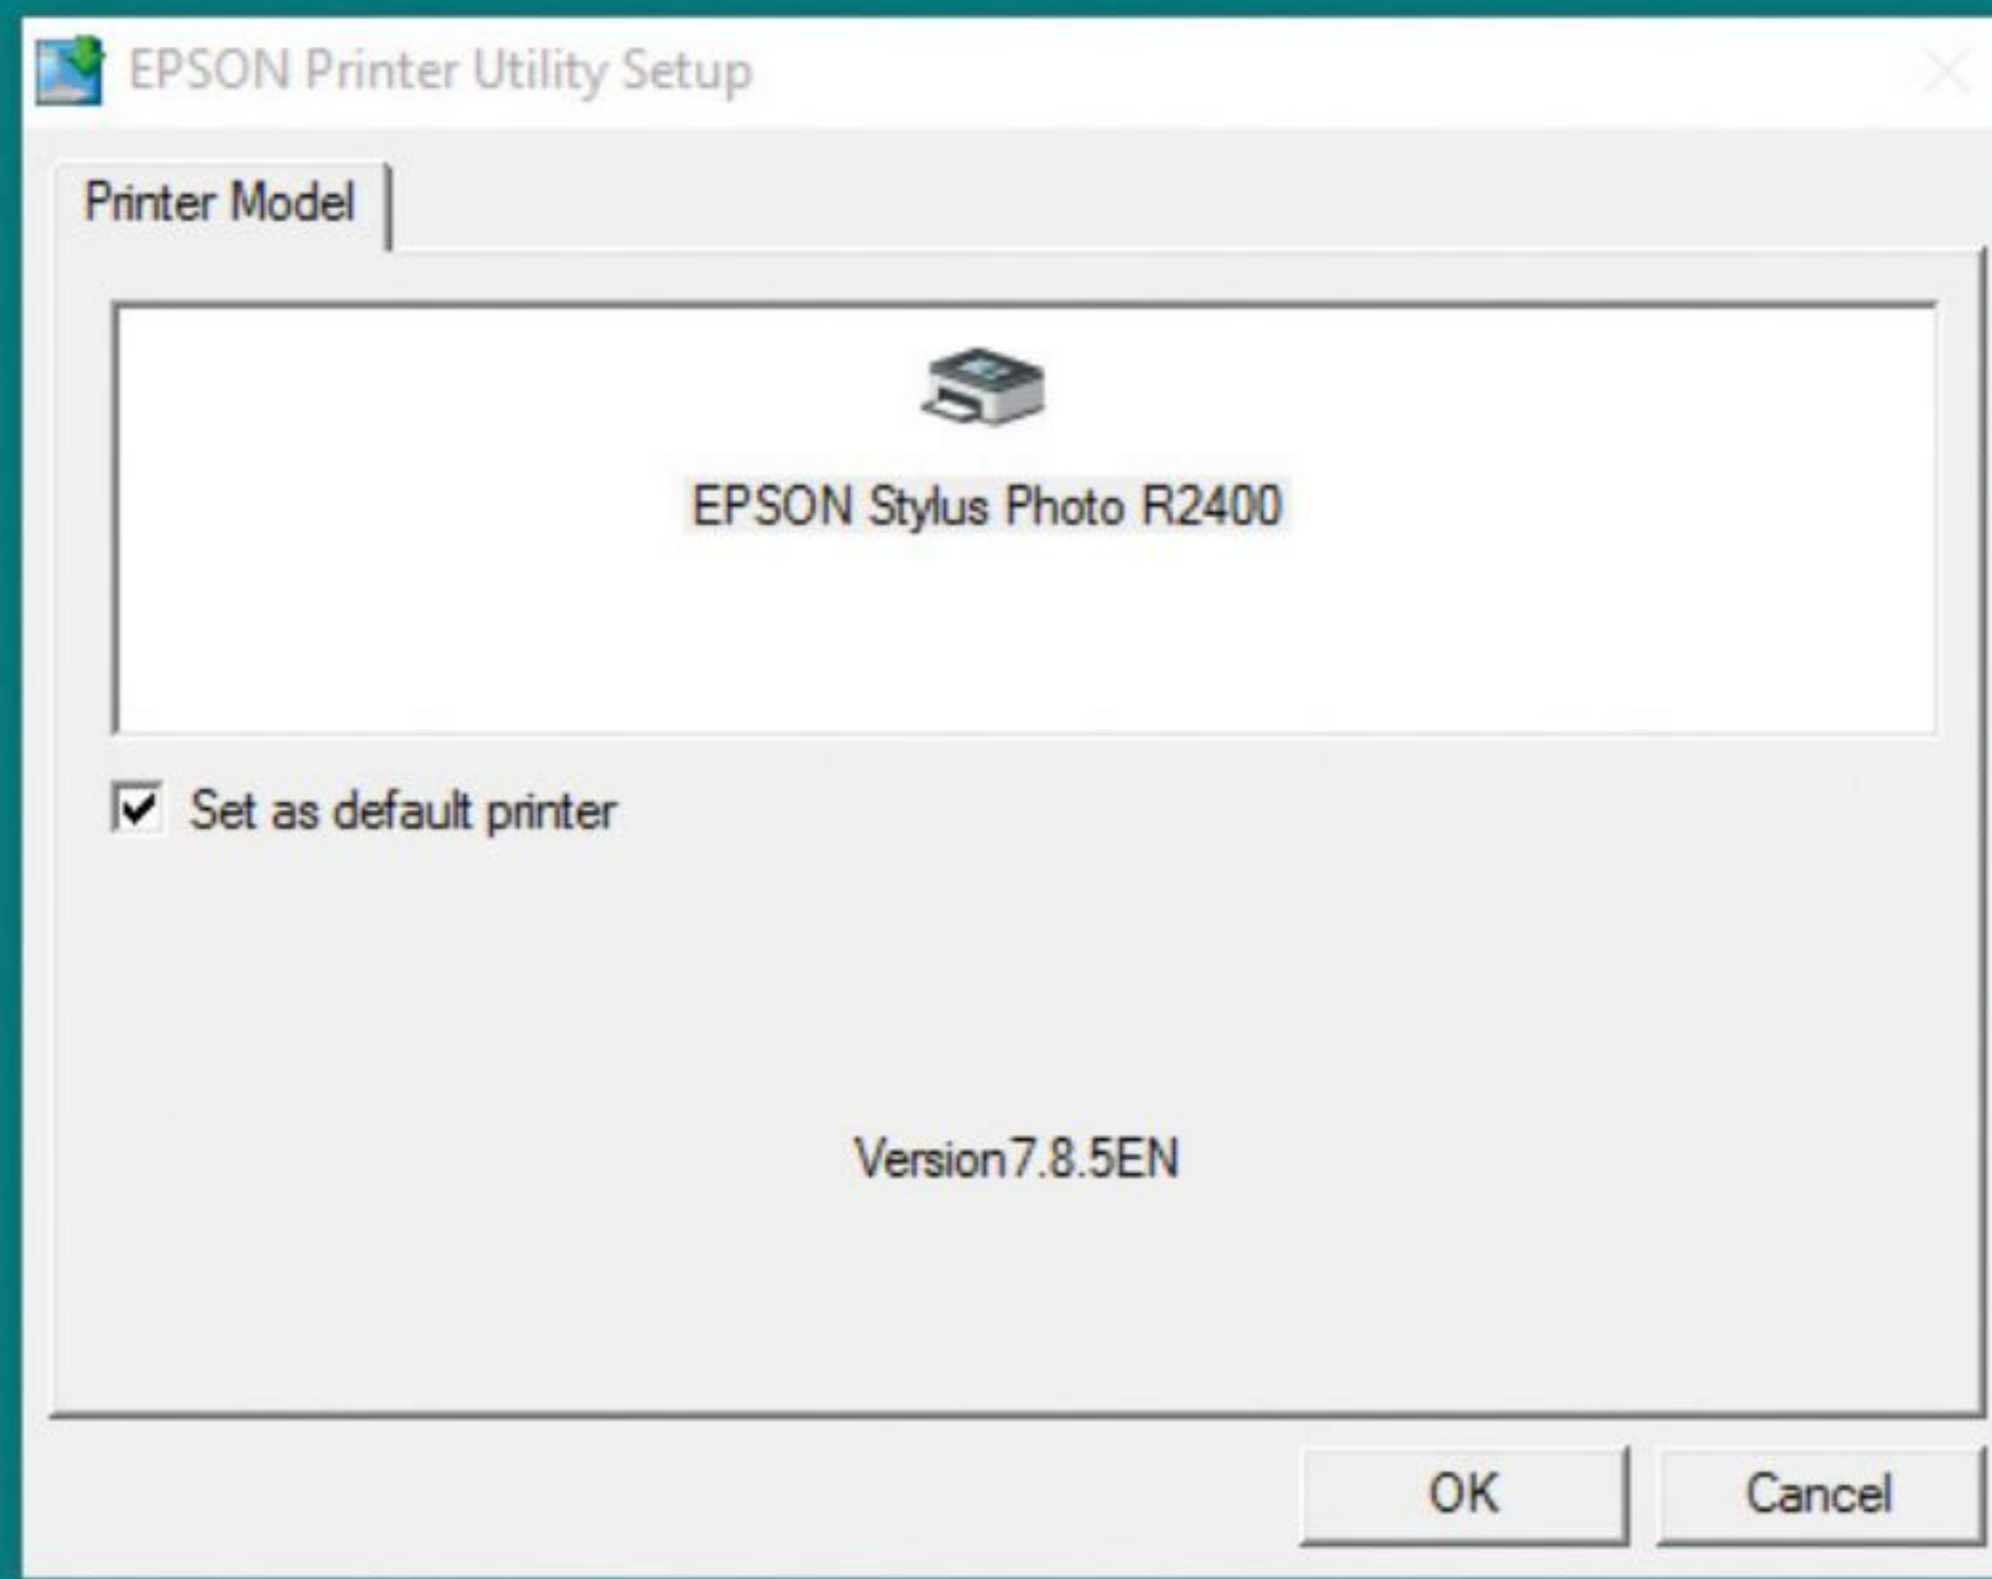 EPSON Printer Utility Setup
Printer Model
EPSON Stylus Photo R2400
Set as default printer
Version7.8.5EN
OK
Cancel